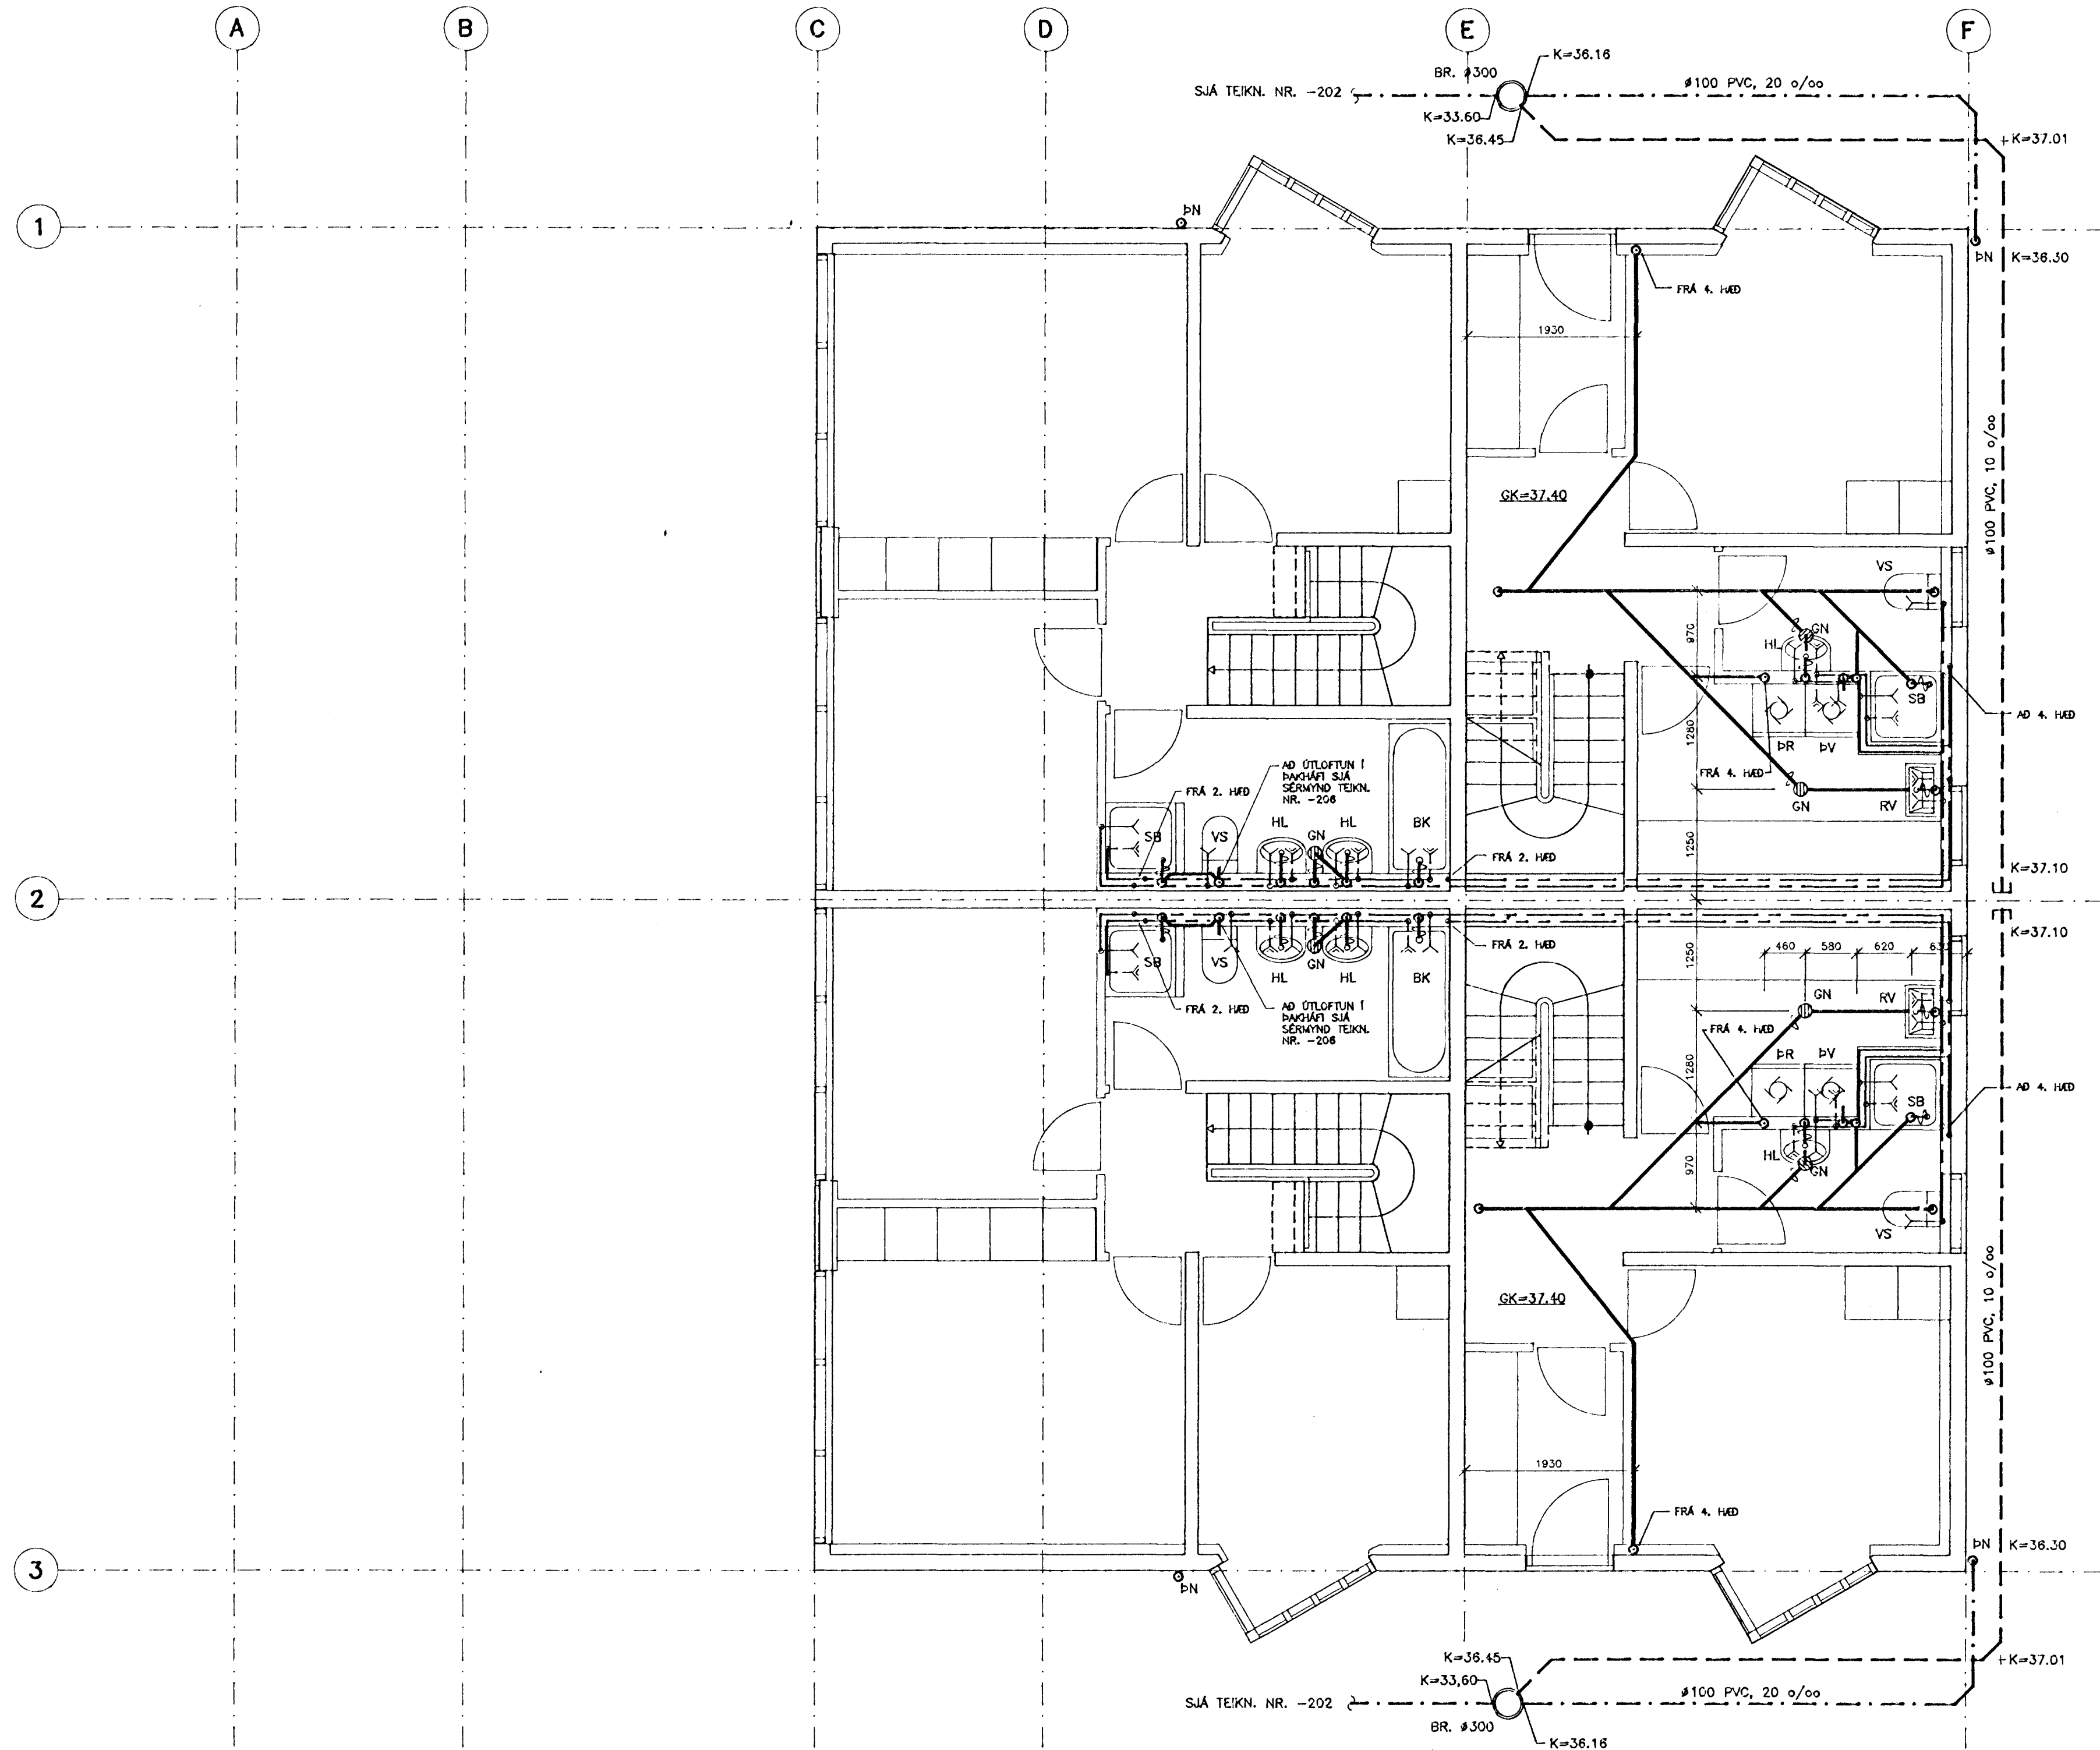 A B C D E F
K=36.16
BR. ø300
ø100 PVC, 20 o/oo
SJÁ TEIKN. NR. -202
K=33.60
K=36.45
K=37.01
1
ÞN
ÞN
K=36.30
FRÁ 4. HÆÐ
1930
ø100 PVC, 10 o/oo
GK=37.40
VS
970
GN
HL
SB
AÐ 4. HÆÐ
1280
ÞR
ÞV
FRÁ 4. HÆÐ
GN
RV
AÐ ÚTLOFTUN Í
ÞAKHÁFI SJÁ
SÉRMYND TEIKN.
NR. -206
FRÁ 2. HÆÐ
SB
VS
HL
GN
HL
BK
1250
FRÁ 2. HÆÐ
K=37.10
2
K=37.10
FRÁ 2. HÆÐ
460
580
620
1250
SB
VS
HL
GN
HL
BK
FRÁ 2. HÆÐ
AÐ ÚTLOFTUN Í
ÞAKHÁFI SJÁ
SÉRMYND TEIKN.
NR. -206
GN
RV
FRÁ 4. HÆÐ
ÞR
ÞV
1280
AÐ 4. HÆÐ
SB
HL
GN
970
VS
GK=37.40
ø100 PVC, 10 o/oo
1930
FRÁ 4. HÆÐ
ÞN
K=36.30
3
ÞN
K=36.45
K=37.01
K=33,60
ø100 PVC, 20 o/oo
SJÁ TEIKN. NR. -202
BR. ø300
K=36.16